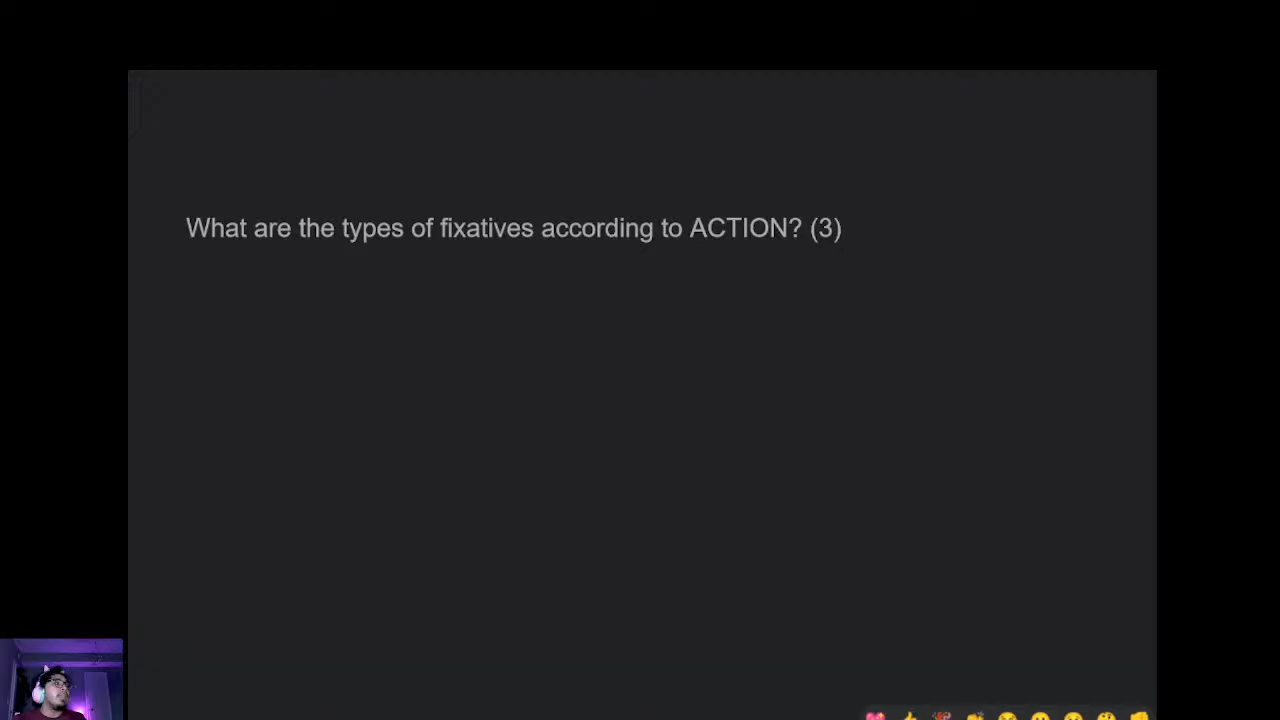 What are the types of fixatives according to ACTION? (3)